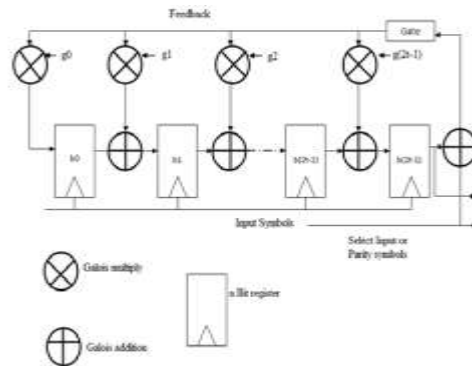 Feedback
Gate
g0
g1
g2
g(2t-1)
b0
b1
b(2t-2)
b(2t-1)
Input Symbols
Select Input or
Parity symbols
Galois multiply
n Bit register
Galois addition